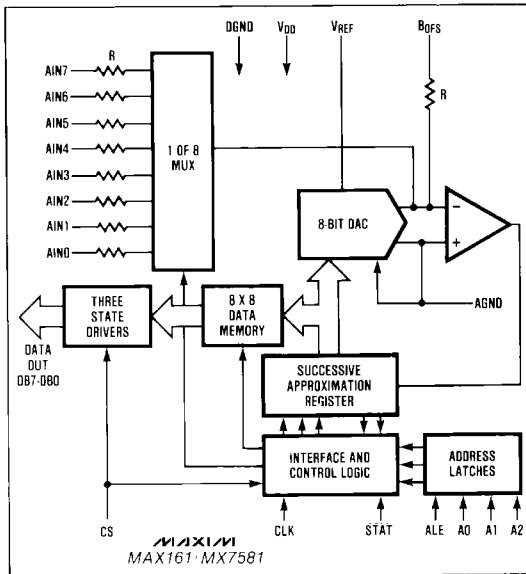 DGND VDD VREF BOFS
R
AIN7
AIN6
AIN5
AIN4
AIN3
AIN2
AIN1
AIN0
1 OF 8
MUX
R
8-BIT DAC
−
+
AGND
THREE
STATE
DRIVERS
8 X 8
DATA
MEMORY
DATA
OUT
DB7-DB0
SUCCESSIVE
APPROXIMATION
REGISTER
INTERFACE AND
CONTROL LOGIC
ADDRESS
LATCHES
CS CLK STAT ALE A0 A1 A2
MAXIM
MAX161·MX7581